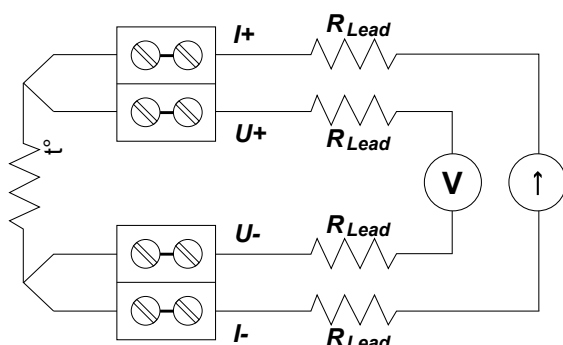 I+
R Lead
U+
R Lead
t°
V
↑
U-
R Lead
I-
R Lead